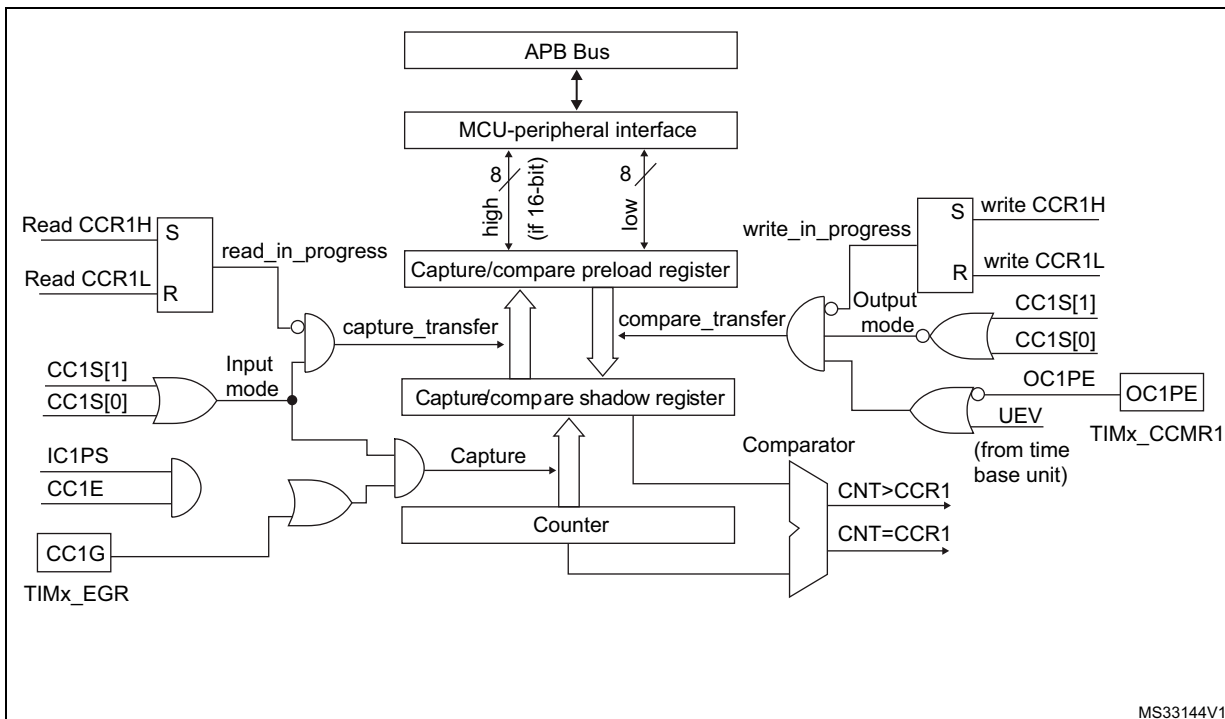 APB Bus
MCU-peripheral interface
8
high
(if 16-bit)
8
low
Read CCR1H
S
read_in_progress
Read CCR1L
R
write_in_progress
S
write CCR1H
R
write CCR1L
Capture/compare preload register
capture_transfer
compare_transfer
Output
mode
CC1S[1]
CC1S[0]
CC1S[1]
CC1S[0]
Input
mode
Capture/compare shadow register
OC1PE
OC1PE
UEV
TIMx_CCMR1
(from time
base unit)
IC1PS
CC1E
Capture
Comparator
CNT>CCR1
CNT=CCR1
Counter
CC1G
TIMx_EGR
MS33144V1